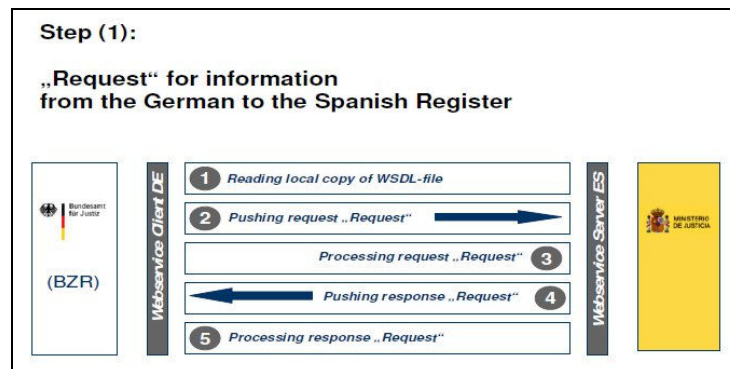 Step (1):
„Request“ for information
from the German to the Spanish Register
Bundesamt
für Justiz
(BZR)
Webservice Client DE
1 Reading local copy of WSDL-file
2 Pushing request „Request“
Processing request „Request“ 3
Pushing response „Request“ 4
5 Processing response „Request“
Webservice Server ES
MINISTERIO
DE JUSTICIA